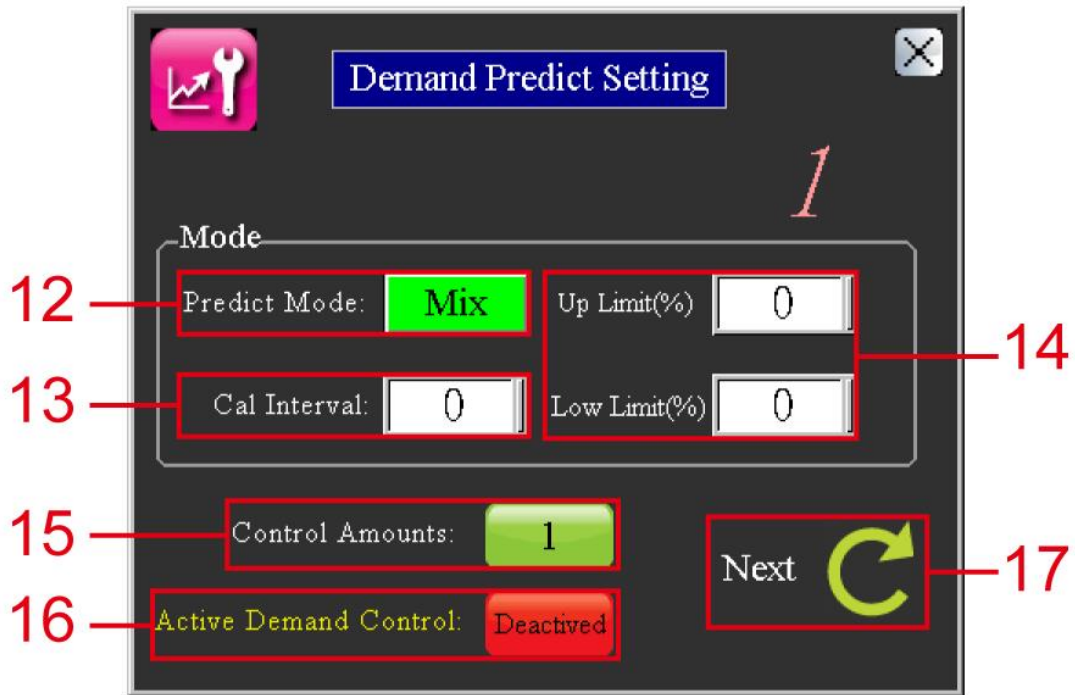 Demand Predict Setting
1
Mode
12
Predict Mode: Mix
Up Limit(%) 0
14
13
Cal Interval: 0
Low Limit(%) 0
15
Control Amounts: 1
Next
17
16
Active Demand Control: Deactived